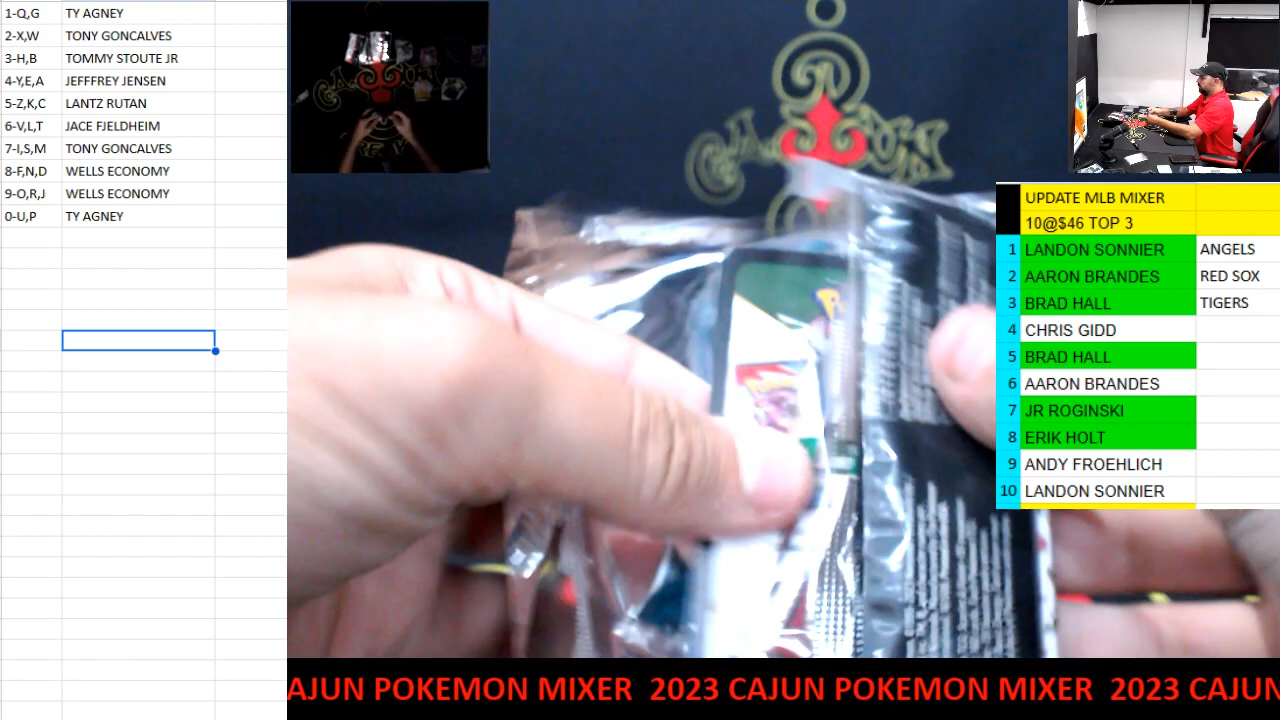 1-Q,G TY AGNEY
2-X,W TONY GONCALVES
3-H,B TOMMY STOUTE JR
4-Y,E,A JEFFFREY JENSEN
5-Z,K,C LANTZ RUTAN
6-V,L,T JACE FJELDHEIM
7-I,S,M TONY GONCALVES
8-F,N,D WELLS ECONOMY
9-O,R,J WELLS ECONOMY
0-U,P TY AGNEY
UPDATE MLB MIXER
10@$46 TOP 3
1 LANDON SONNIER ANGELS
2 AARON BRANDES RED SOX
3 BRAD HALL TIGERS
4 CHRIS GIDD
5 BRAD HALL
6 AARON BRANDES
7 JR ROGINSKI
8 ERIK HOLT
9 ANDY FROEHLICH
10 LANDON SONNIER
AJUN POKEMON MIXER 2023 CAJUN POKEMON MIXER 2023 CAJUN